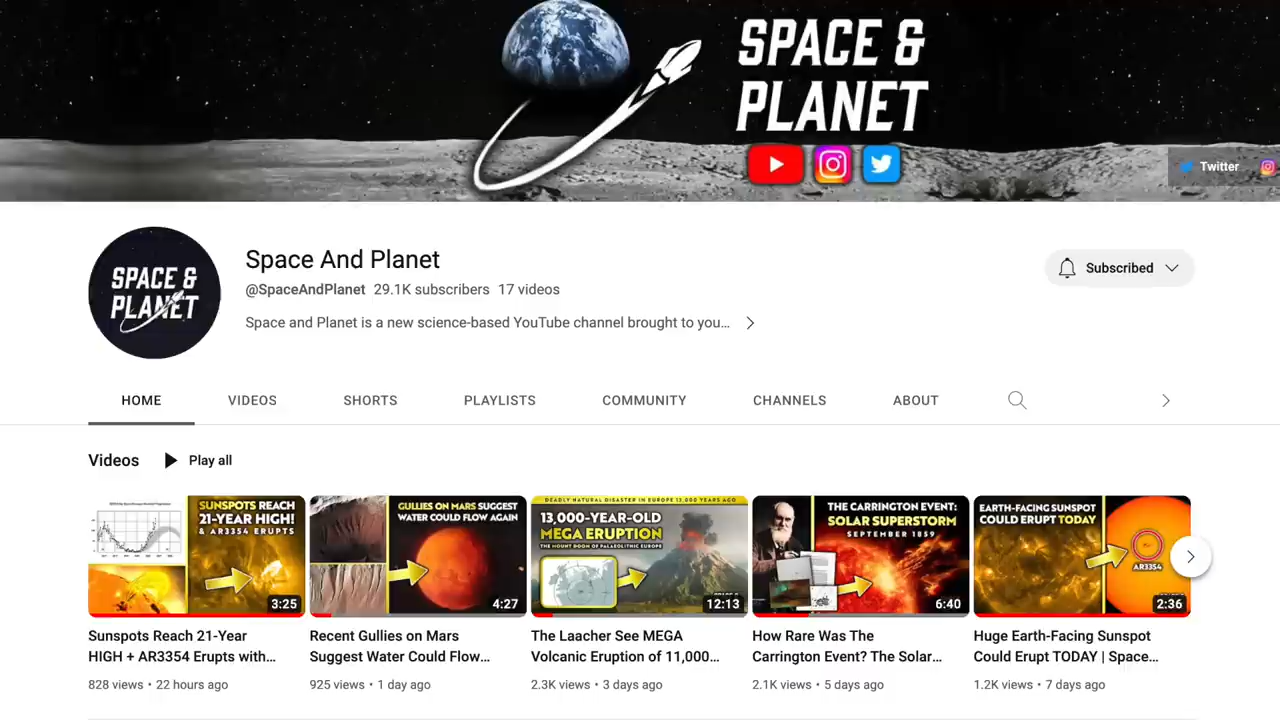 SPACE &
PLANET
Twitter
SPACE &
PLANET
Space And Planet
@SpaceAndPlanet 29.1K subscribers 17 videos
Space and Planet is a new science-based YouTube channel brought to you...
Subscribed
HOME VIDEOS SHORTS PLAYLISTS COMMUNITY CHANNELS ABOUT
Videos Play all
SUNSPOTS REACH
21-YEAR HIGH!
& AR3354 ERUPTS
3:25
GULLIES ON MARS SUGGEST
WATER COULD FLOW AGAIN
4:27
DEADLY NATURAL DISASTER IN EUROPE 13,000 YEARS AGO
13,000-YEAR-OLD
MEGA ERUPTION
THE MOUNT DOOM OF PALAEOLITHIC EUROPE
12:13
THE CARRINGTON EVENT:
SOLAR SUPERSTORM
SEPTEMBER 1859
6:40
EARTH-FACING SUNSPOT
COULD ERUPT TODAY
AR3354
2:36
Sunspots Reach 21-Year
HIGH + AR3354 Erupts with...
828 views • 22 hours ago
Recent Gullies on Mars
Suggest Water Could Flow...
925 views • 1 day ago
The Laacher See MEGA
Volcanic Eruption of 11,000...
2.3K views • 3 days ago
How Rare Was The
Carrington Event? The Solar...
2.1K views • 5 days ago
Huge Earth-Facing Sunspot
Could Erupt TODAY | Space...
1.2K views • 7 days ago